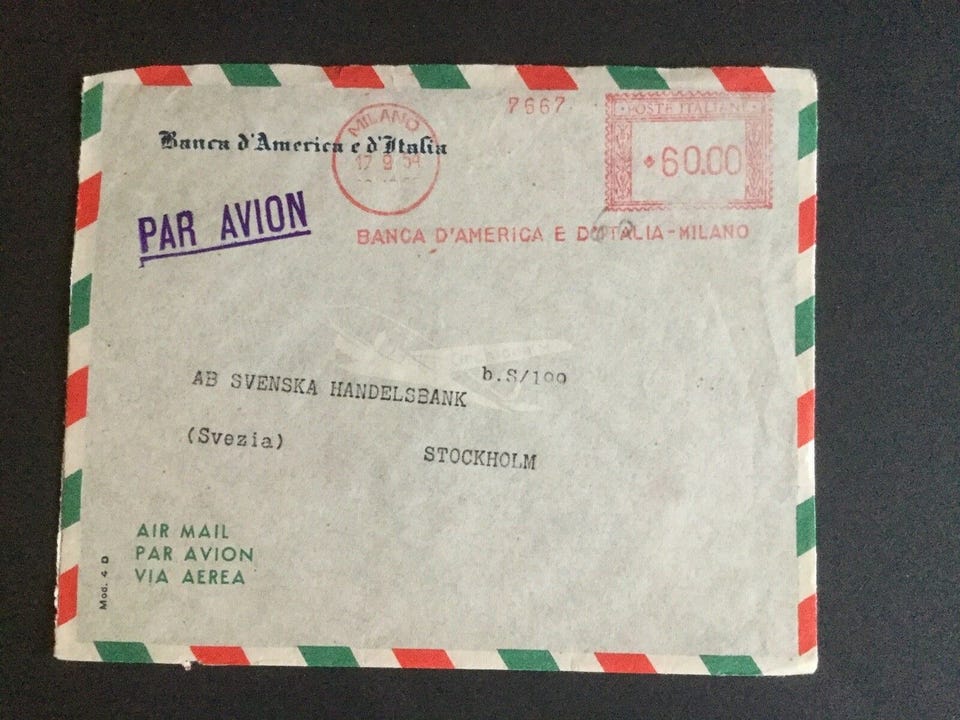 7667
POSTE ITALIANE
Banca d'America e d'Italia
MILANO
17 9 54
*60.00
PAR AVION
BANCA D'AMERICA E D'ITALIA-MILANO
b.S/199
AB SVENSKA HANDELSBANK
(Svezia)
STOCKHOLM
AIR MAIL
PAR AVION
VIA AEREA
Mod. 4 D